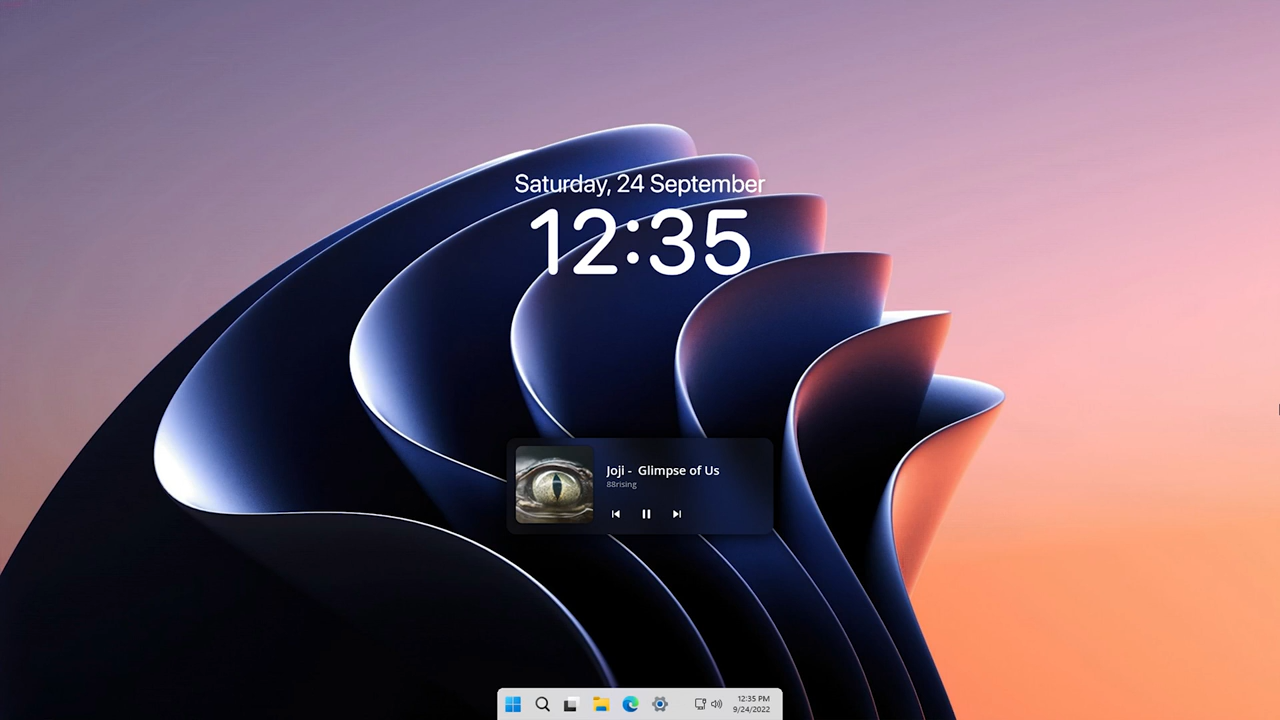 Saturday, 24 September
12:35
Joji -  Glimpse of Us
88rising
12:35 PM
9/24/2022